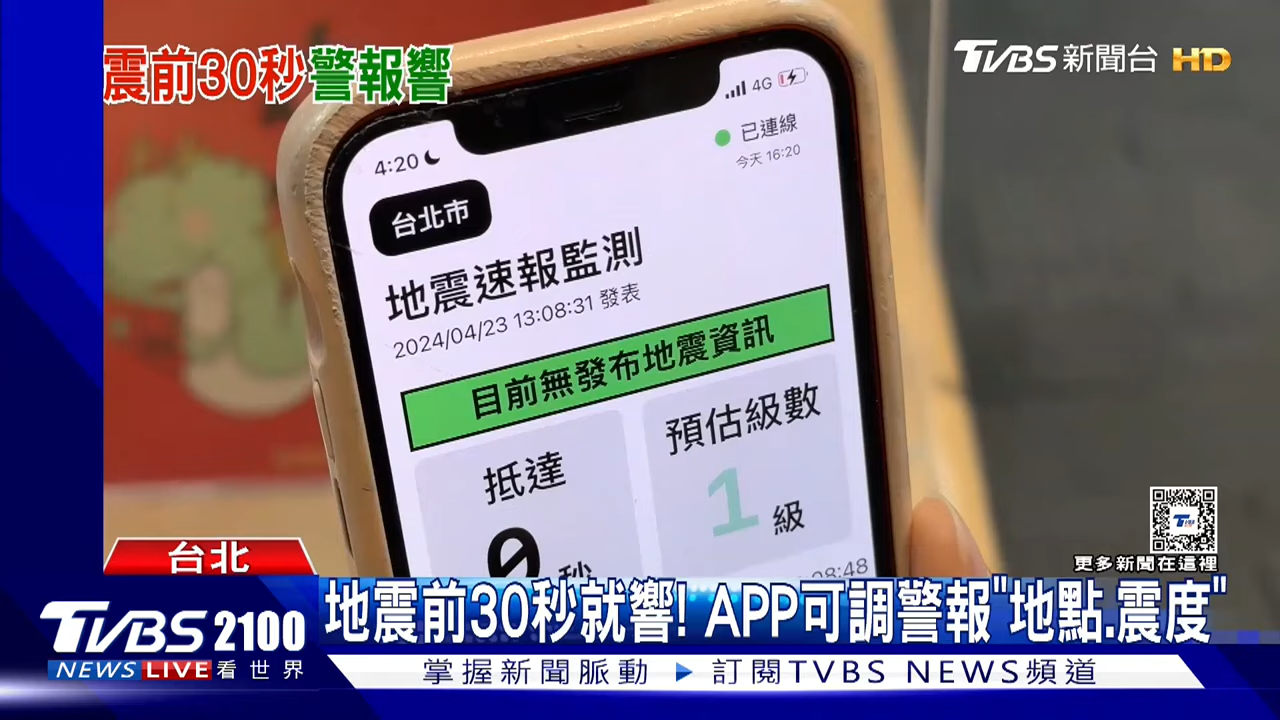 震前30秒警報響
TVBS新聞台 HD
4:20
4G
已連線
今天 16:20
台北市
地震速報監測
2024/04/23 13:08:31 發表
目前無發布地震資訊
抵達
0秒
預估級數
1級
08:48
更多新聞在這裡
台北
地震前30秒就響! APP可調警報"地點.震度"
TVBS 2100
NEWS LIVE 看世界
掌握新聞脈動 ▶ 訂閱TVBS NEWS頻道